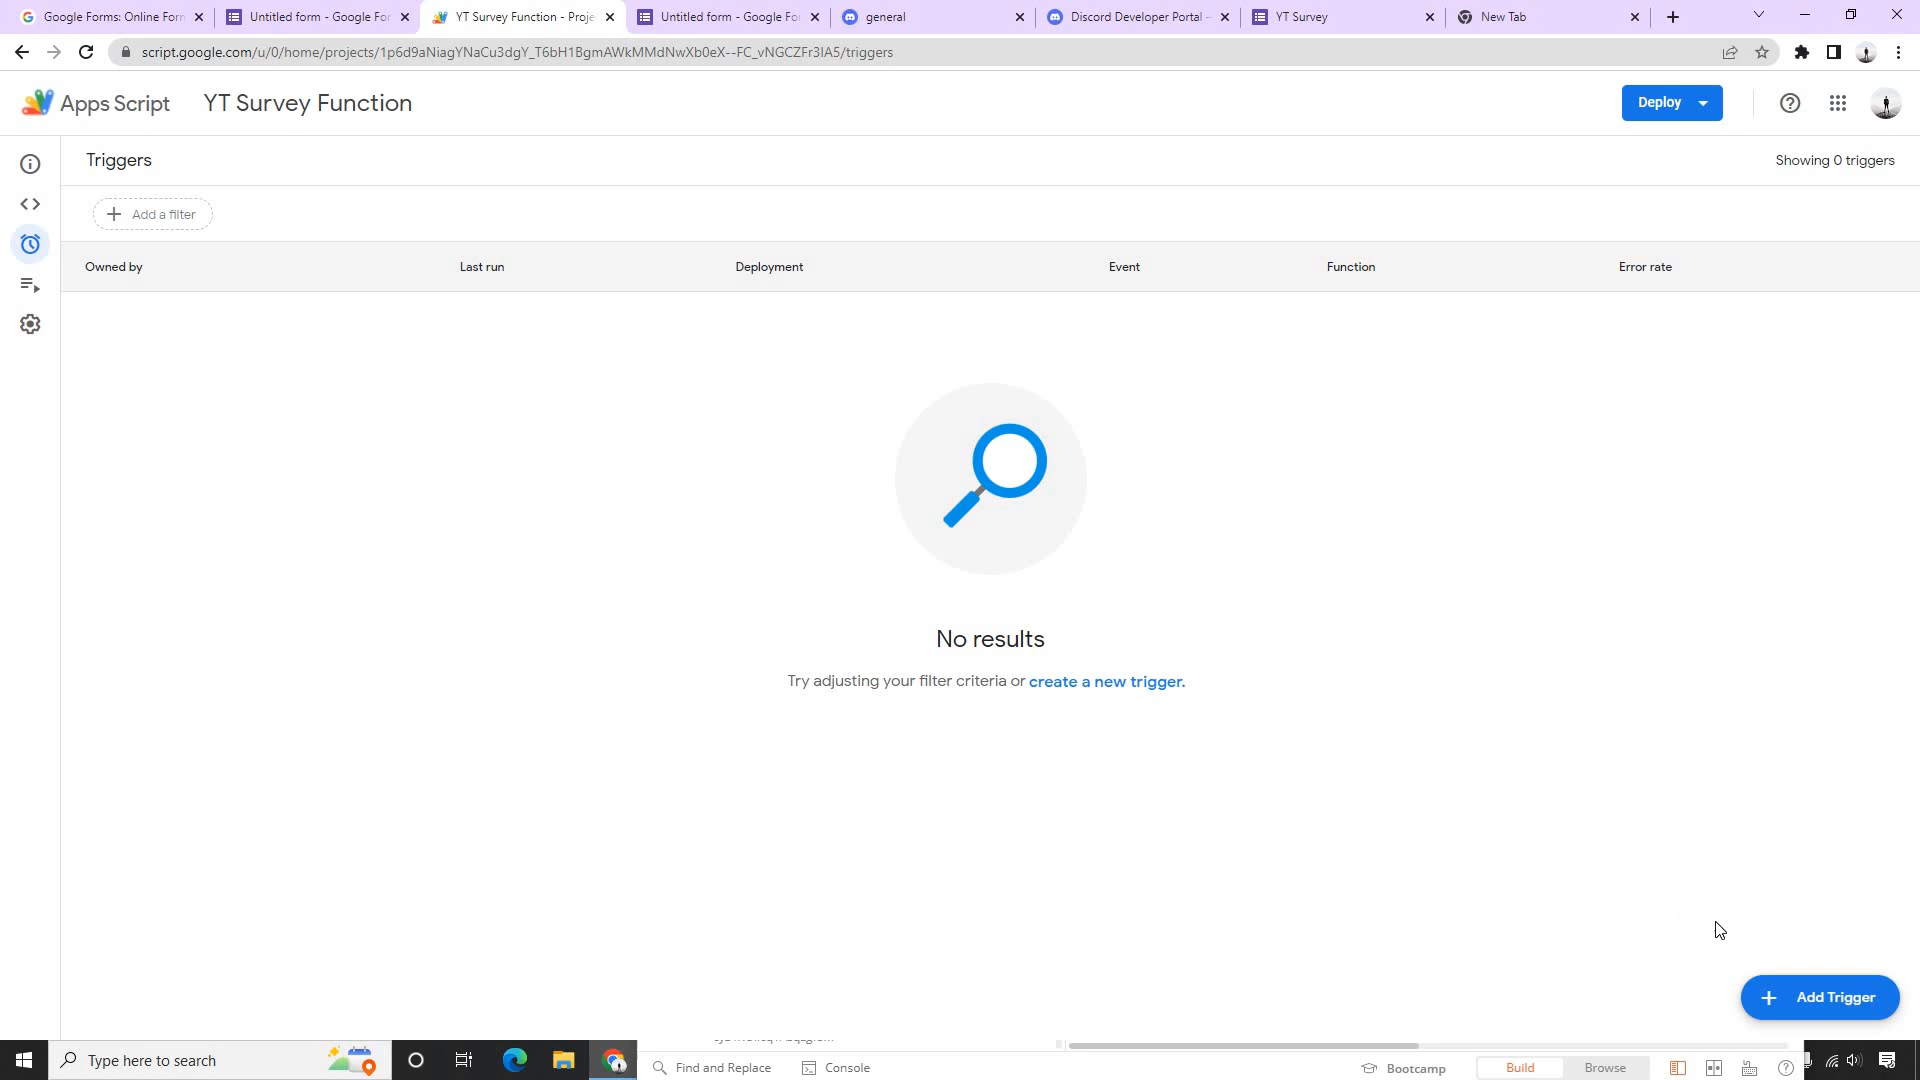 Google Forms: Online Form
Untitled form - Google For
YT Survey Function - Proje
Untitled form - Google Fo
general
Discord Developer Portal –
YT Survey
New Tab
script.google.com/u/0/home/projects/1p6d9aNiagYNaCu3dgY_T6bH1BgmAWkMMdNwXb0eX--FC_vNGCZFr3IA5/triggers
Apps Script
YT Survey Function
Deploy
Triggers
Showing 0 triggers
Add a filter
Owned by
Last run
Deployment
Event
Function
Error rate
No results
Try adjusting your filter criteria or create a new trigger.
Add Trigger
Type here to search
Find and Replace
Console
Bootcamp
Build
Browse